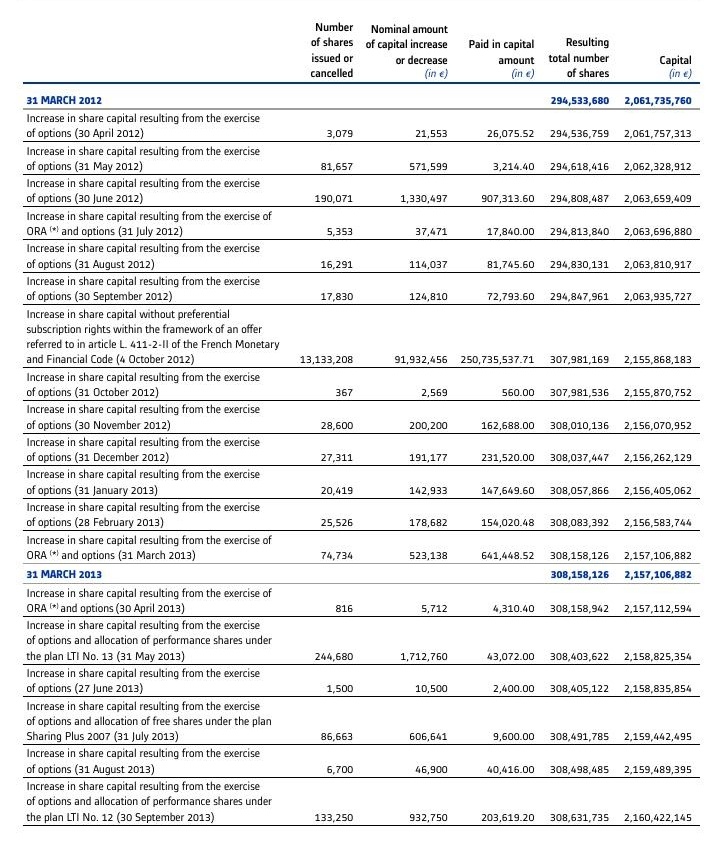 Number of shares issued or cancelled | Nominal amount of capital increase or decrease (in €) | Paid in capital amount (in €) | Resulting total number of shares | Capital (in €)
31 MARCH 2012 294,533,680 2,061,735,760
Increase in share capital resulting from the exercise
of options (30 April 2012) 3,079 21,553 26,075.52 294,536,759 2,061,757,313
Increase in share capital resulting from the exercise
of options (31 May 2012) 81,657 571,599 3,214.40 294,618,416 2,062,328,912
Increase in share capital resulting from the exercise
of options (30 June 2012) 190,071 1,330,497 907,313.60 294,808,487 2,063,659,409
Increase in share capital resulting from the exercise of
ORA (*) and options (31 July 2012) 5,353 37,471 17,840.00 294,813,840 2,063,696,880
Increase in share capital resulting from the exercise
of options (31 August 2012) 16,291 114,037 81,745.60 294,830,131 2,063,810,917
Increase in share capital resulting from the exercise
of options (30 September 2012) 17,830 124,810 72,793.60 294,847,961 2,063,935,727
Increase in share capital without preferential
subscription rights within the framework of an offer
referred to in article L. 411-2-II of the French Monetary
and Financial Code (4 October 2012) 13,133,208 91,932,456 250,735,537.71 307,981,169 2,155,868,183
Increase in share capital resulting from the exercise
of options (31 October 2012) 367 2,569 560.00 307,981,536 2,155,870,752
Increase in share capital resulting from the exercise
of options (30 November 2012) 28,600 200,200 162,688.00 308,010,136 2,156,070,952
Increase in share capital resulting from the exercise
of options (31 December 2012) 27,311 191,177 231,520.00 308,037,447 2,156,262,129
Increase in share capital resulting from the exercise
of options (31 January 2013) 20,419 142,933 147,649.60 308,057,866 2,156,405,062
Increase in share capital resulting from the exercise
of options (28 February 2013) 25,526 178,682 154,020.48 308,083,392 2,156,583,744
Increase in share capital resulting from the exercise of
ORA (*) and options (31 March 2013) 74,734 523,138 641,448.52 308,158,126 2,157,106,882
31 MARCH 2013 308,158,126 2,157,106,882
Increase in share capital resulting from the exercise of
ORA (*) and options (30 April 2013) 816 5,712 4,310.40 308,158,942 2,157,112,594
Increase in share capital resulting from the exercise
of options and allocation of performance shares under
the plan LTI No. 13 (31 May 2013) 244,680 1,712,760 43,072.00 308,403,622 2,158,825,354
Increase in share capital resulting from the exercise
of options (27 June 2013) 1,500 10,500 2,400.00 308,405,122 2,158,835,854
Increase in share capital resulting from the exercise
of options and allocation of free shares under the plan
Sharing Plus 2007 (31 July 2013) 86,663 606,641 9,600.00 308,491,785 2,159,442,495
Increase in share capital resulting from the exercise
of options (31 August 2013) 6,700 46,900 40,416.00 308,498,485 2,159,489,395
Increase in share capital resulting from the exercise
of options and allocation of performance shares under
the plan LTI No. 12 (30 September 2013) 133,250 932,750 203,619.20 308,631,735 2,160,422,145